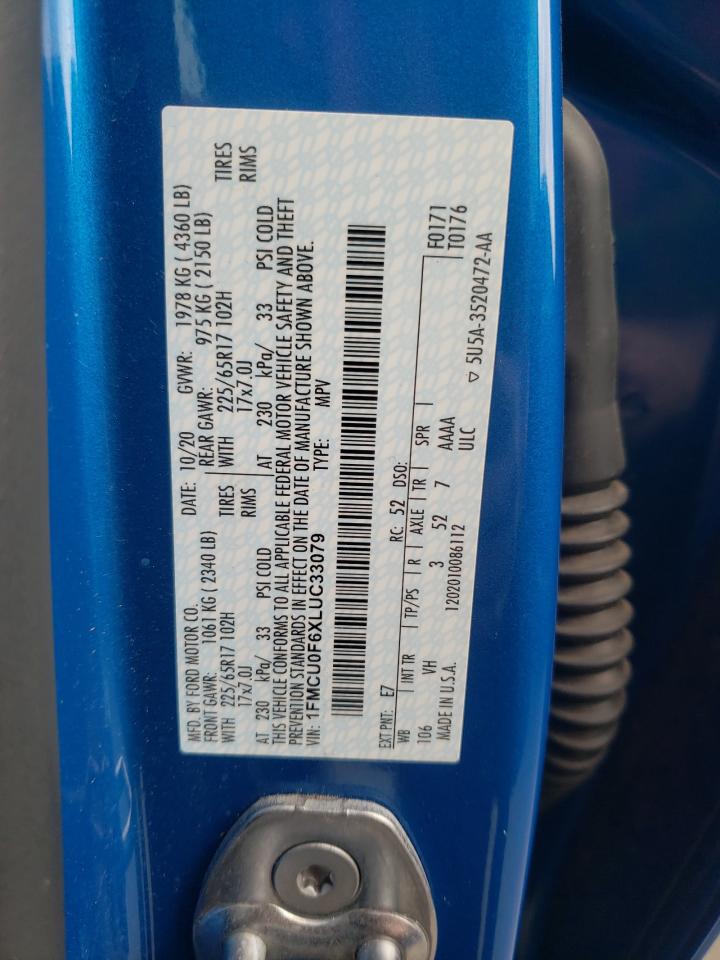 MFD. BY FORD MOTOR CO. DATE: 10/20 GVWR: 1978 KG ( 4360 LB)
FRONT GAWR: 1061 KG ( 2340 LB) REAR GAWR: 975 KG ( 2150 LB)
WITH 225/65R17 102H TIRES WITH 225/65R17 102H TIRES
17x7.0J RIMS 17x7.0J RIMS
AT 230 kPa/ 33 PSI COLD AT 230 kPa/ 33 PSI COLD
THIS VEHICLE CONFORMS TO ALL APPLICABLE FEDERAL MOTOR VEHICLE SAFETY AND THEFT
PREVENTION STANDARDS IN EFFECT ON THE DATE OF MANUFACTURE SHOWN ABOVE.
VIN: 1FMCU0F6XLUC33079 TYPE: MPV
EXT PNT: E7 RC: 52 DSO:
WB INT TR TP/PS R AXLE TR SPR F0171
106 VH 3 52 7 AAAA T0176
MADE IN U.S.A. 1202010086112 ULC
▽ 5U5A-3520472-AA